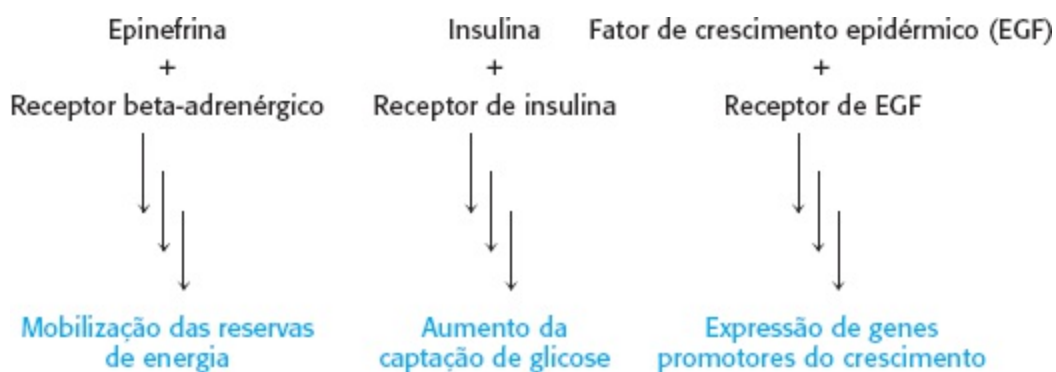 Epinefrina
+
Receptor beta-adrenérgico
Mobilização das reservas
de energia
Insulina
+
Receptor de insulina
Aumento da
captação de glicose
Fator de crescimento epidérmico (EGF)
+
Receptor de EGF
Expressão de genes
promotores do crescimento